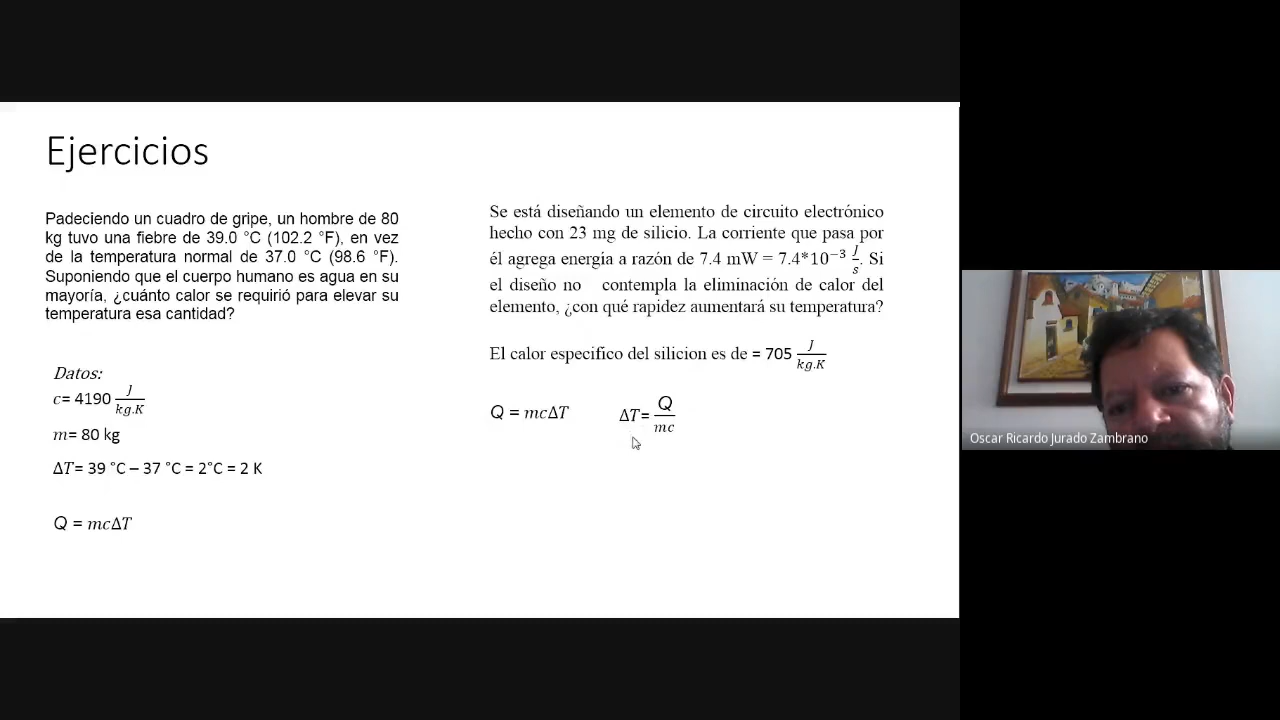 Ejercicios
Padeciendo un cuadro de gripe, un hombre de 80
kg tuvo una fiebre de 39.0 °C (102.2 °F), en vez
de la temperatura normal de 37.0 °C (98.6 °F).
Suponiendo que el cuerpo humano es agua en su
mayoría, ¿cuánto calor se requirió para elevar su
temperatura esa cantidad?
Datos:
c= 4190 J/kg.K
m= 80 kg
ΔT= 39 °C – 37 °C = 2°C = 2 K
Q = mcΔT
Se está diseñando un elemento de circuito electrónico
hecho con 23 mg de silicio. La corriente que pasa por
él agrega energía a razón de 7.4 mW = 7.4*10⁻³ J/s. Si
el diseño no contempla la eliminación de calor del
elemento, ¿con qué rapidez aumentará su temperatura?
El calor especifico del silicion es de = 705 J/kg.K
Q = mcΔT ΔT= Q/mc
Oscar Ricardo Jurado Zambrano